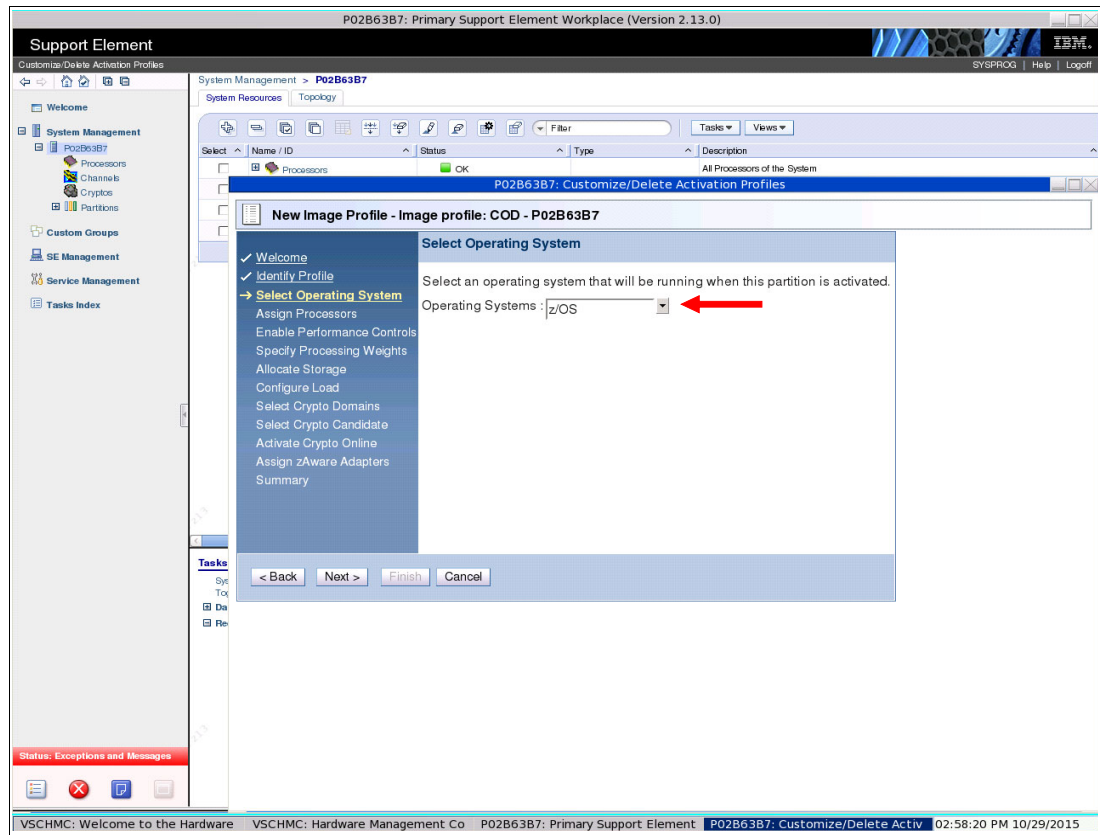 P02B63B7: Primary Support Element Workplace (Version 2.13.0)
Support Element
IBM.
Customize/Delete Activation Profiles
SYSPROG | Help | Logoff
System Management > P02B63B7
System Resources Topology
Filter Tasks Views
Select Name / ID Status Type Description
Processors OK All Processors of the System
Welcome
System Management
P02B63B7
Processors
Channels
Cryptos
Partitions
Custom Groups
SE Management
Service Management
Tasks Index
P02B63B7: Customize/Delete Activation Profiles
New Image Profile - Image profile: COD - P02B63B7
Welcome
Identify Profile
Select Operating System
Assign Processors
Enable Performance Controls
Specify Processing Weights
Allocate Storage
Configure Load
Select Crypto Domains
Select Crypto Candidate
Activate Crypto Online
Assign zAware Adapters
Summary
Select Operating System
Select an operating system that will be running when this partition is activated.
Operating Systems : z/OS
< Back Next > Finish Cancel
Tasks
Sys
To
Da
Re
Status: Exceptions and Messages
VSCHMC: Welcome to the Hardware VSCHMC: Hardware Management Co P02B63B7: Primary Support Element P02B63B7: Customize/Delete Activ 02:58:20 PM 10/29/2015